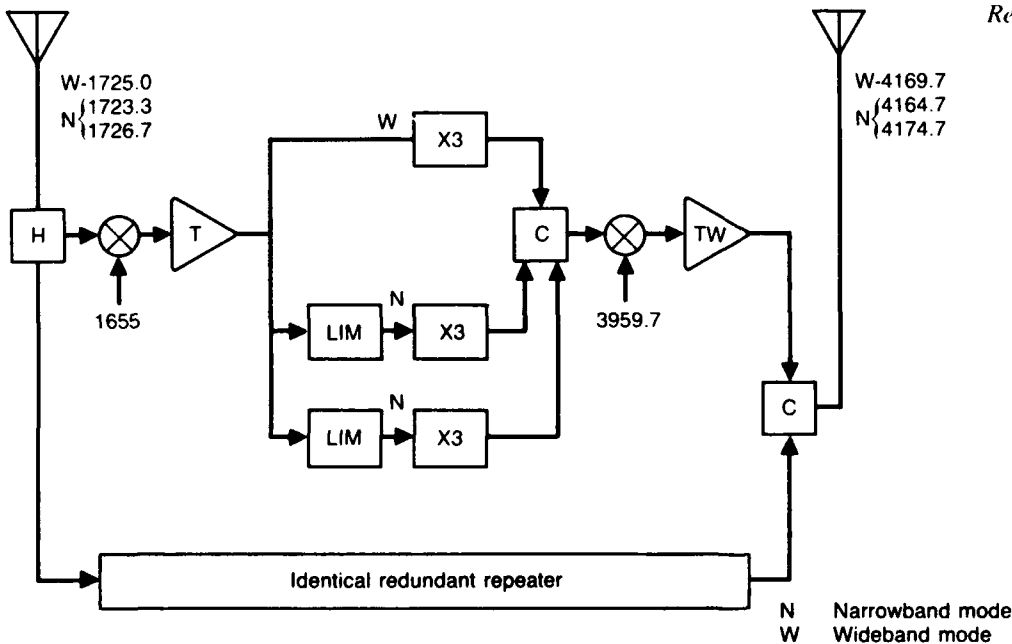 Re
W-1725.0
N{1723.3
1726.7
W-4169.7
N{4164.7
4174.7
W
X3
H
T
C
TW
1655
N
LIM
X3
3959.7
N
LIM
X3
C
Identical redundant repeater
N Narrowband mode
W Wideband mode